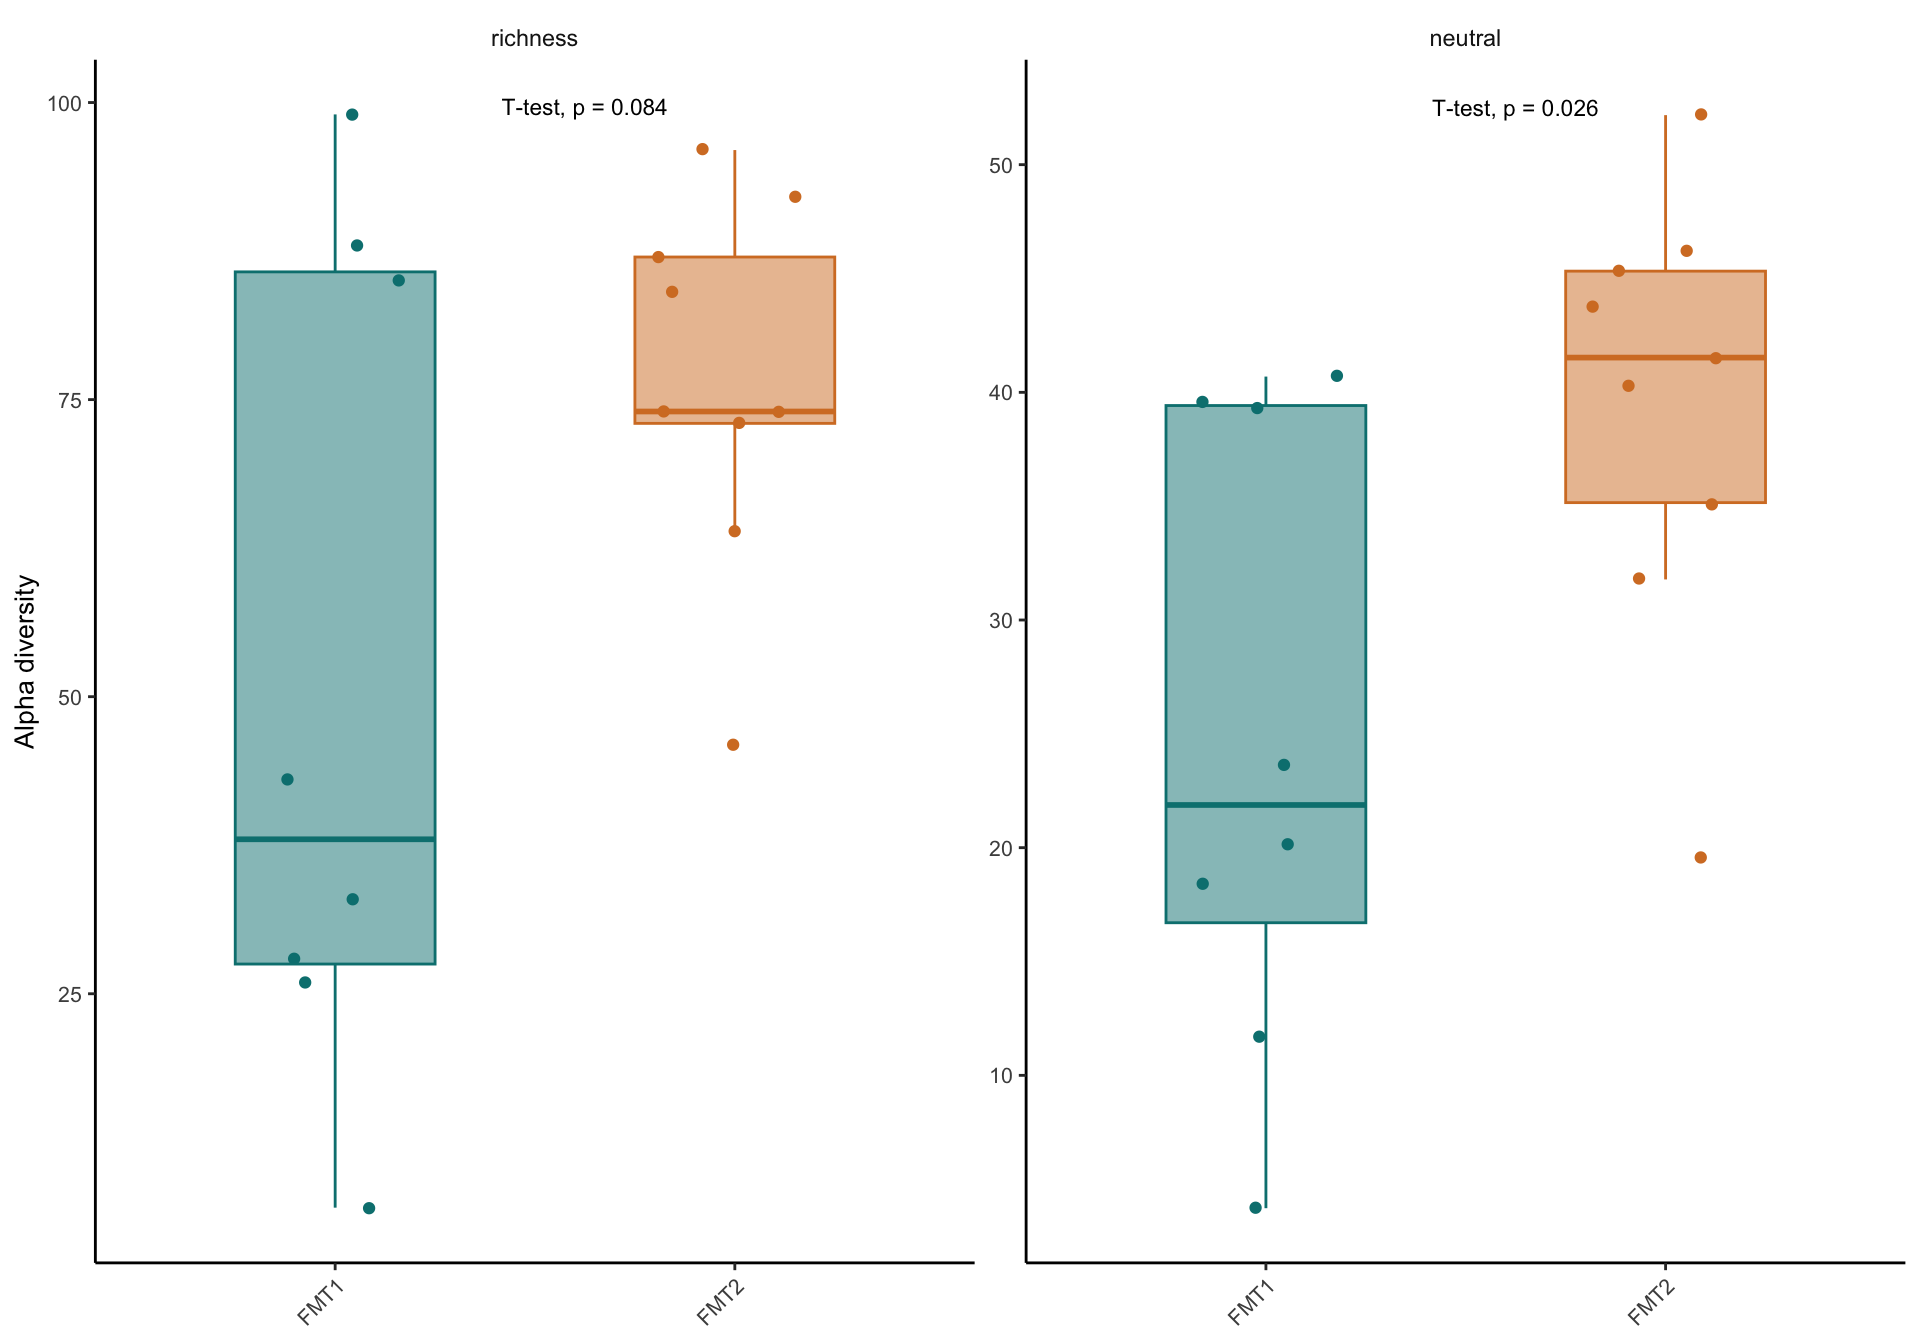 richness
neutral
T-test, p = 0.084
T-test, p = 0.026
Alpha diversity
100
75
50
25
50
40
30
20
10
FMT1
FMT2
FMT1
FMT2